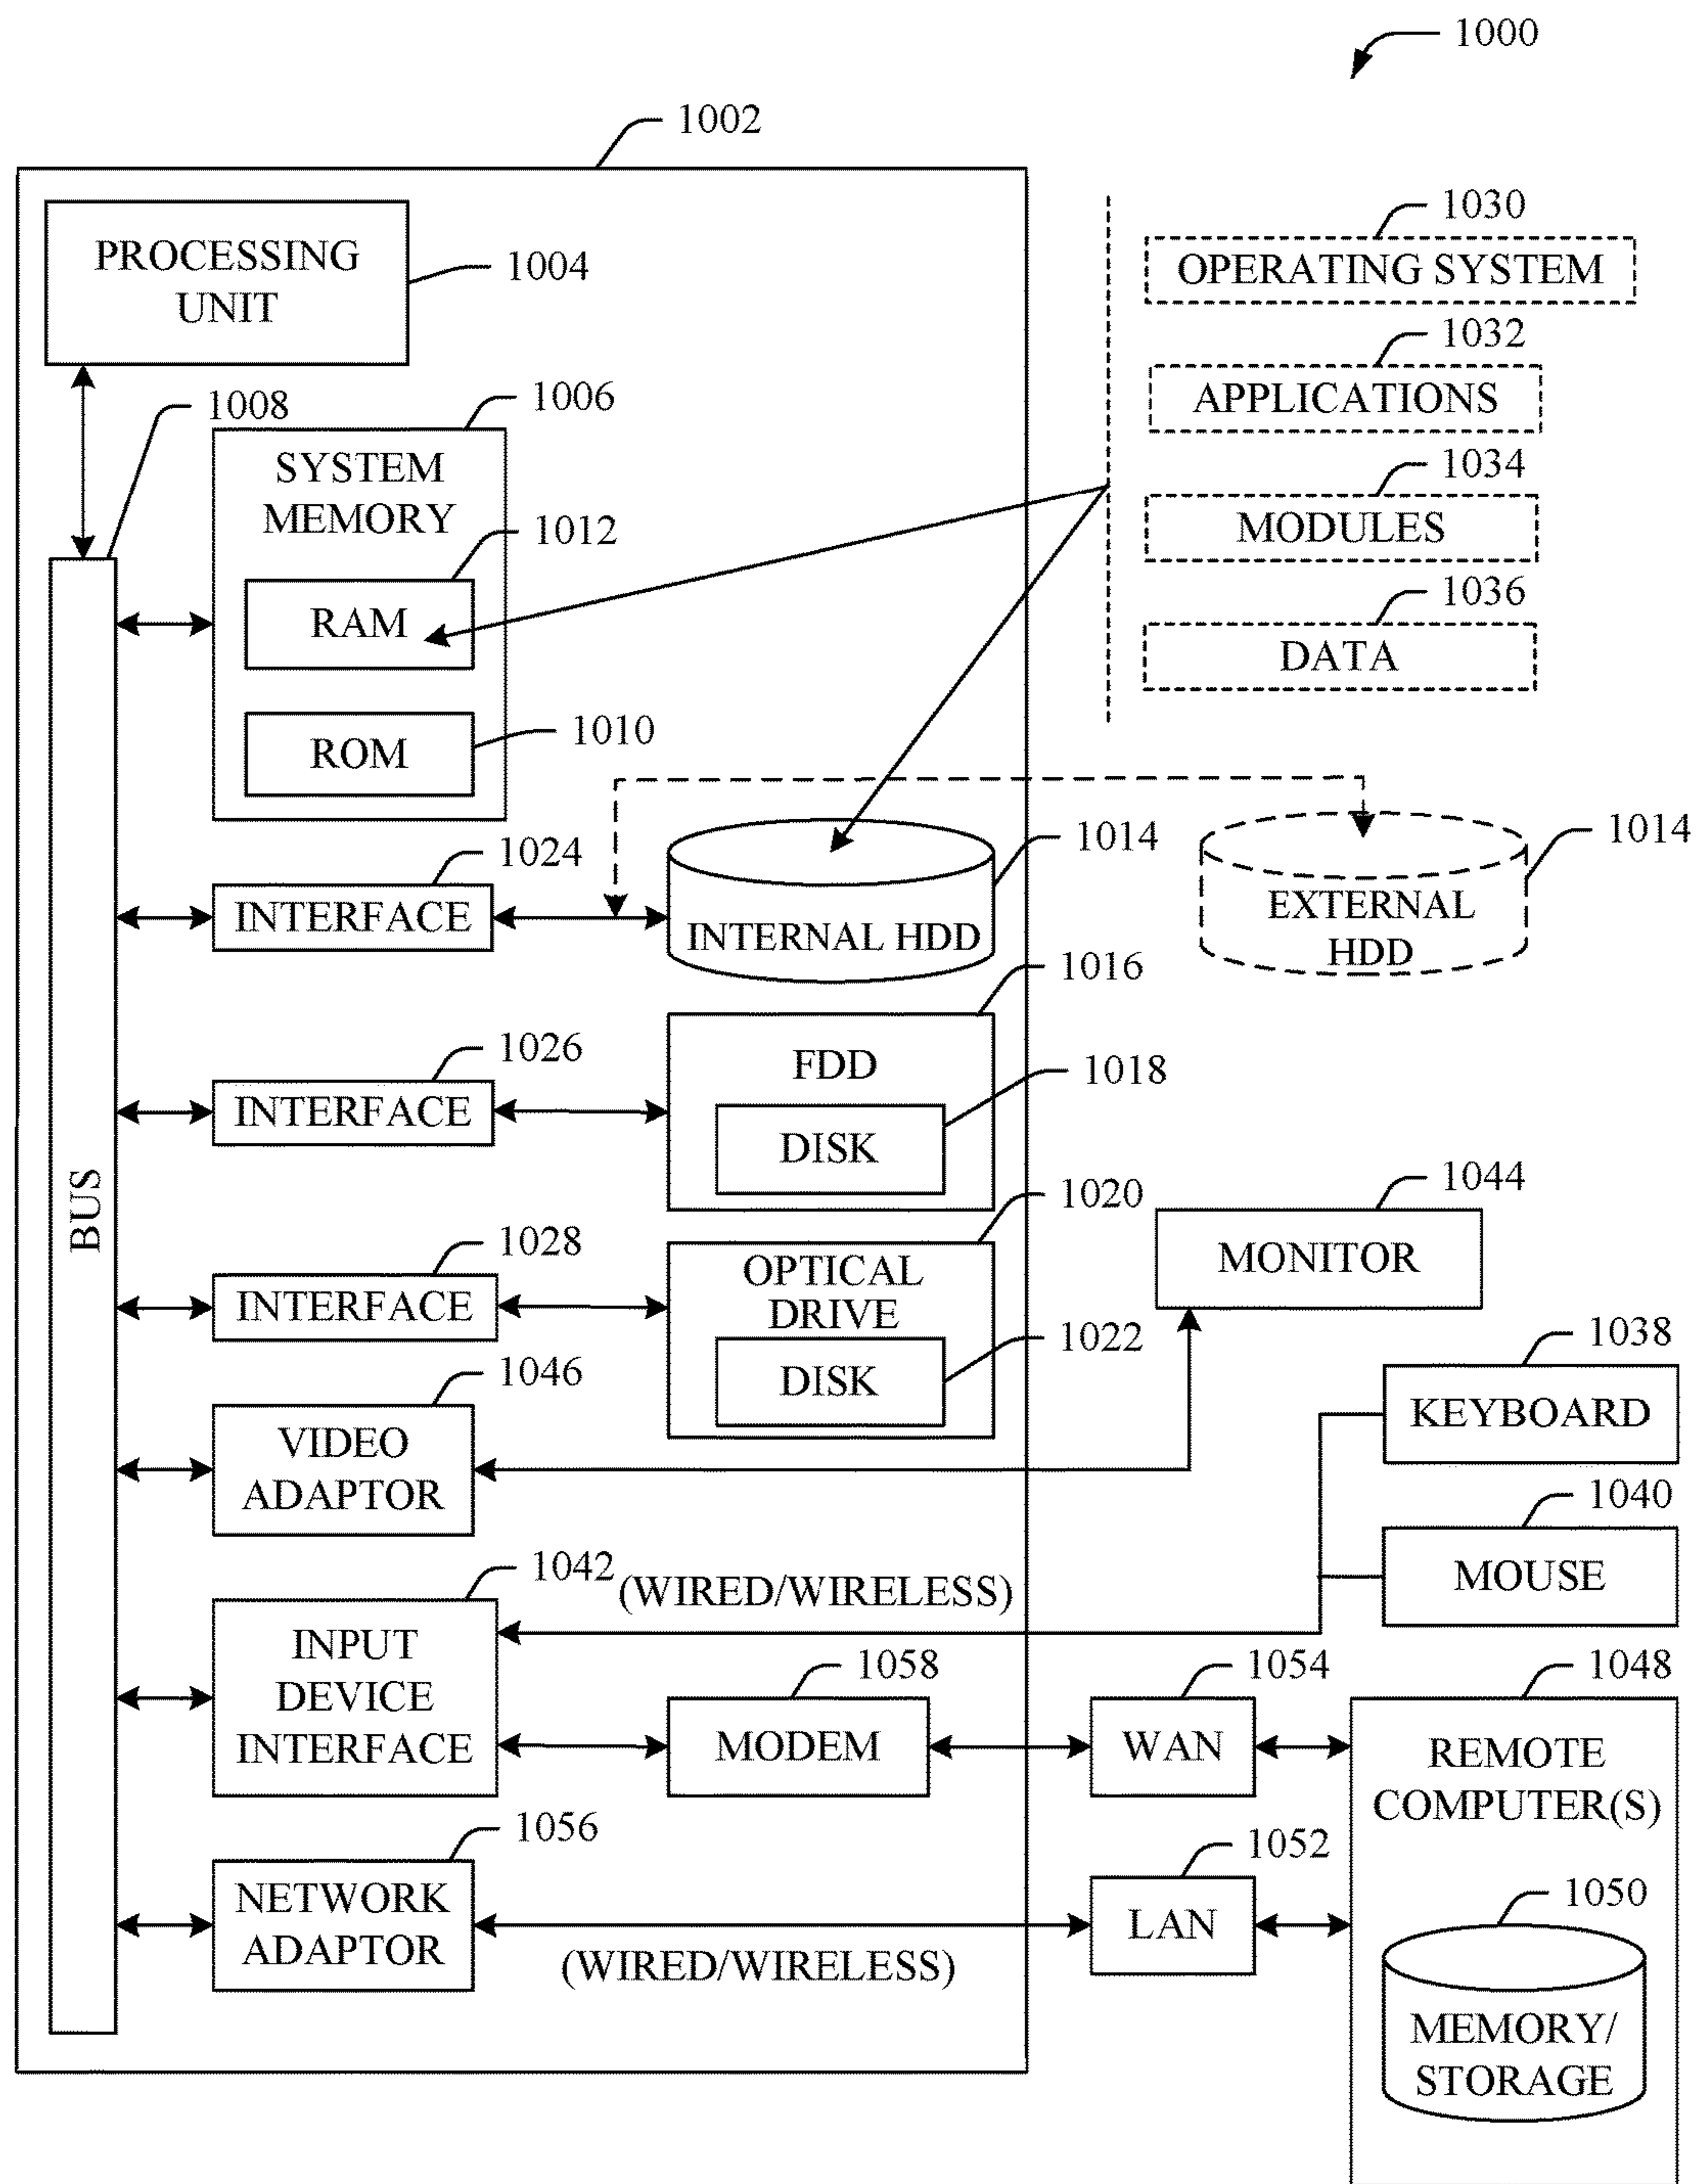 1000
1002
PROCESSING
UNIT
1004
1030
OPERATING SYSTEM
1032
APPLICATIONS
1034
MODULES
1036
DATA
1008
1006
SYSTEM
MEMORY
1012
RAM
1010
ROM
BUS
1024
INTERFACE
1014
INTERNAL HDD
1014
EXTERNAL
HDD
1026
INTERFACE
1016
FDD
1018
DISK
1028
INTERFACE
1020
OPTICAL
DRIVE
1022
DISK
1044
MONITOR
1046
VIDEO
ADAPTOR
1038
KEYBOARD
1040
MOUSE
1042
(WIRED/WIRELESS)
INPUT
DEVICE
INTERFACE
1058
MODEM
1054
WAN
1048
REMOTE
COMPUTER(S)
1056
NETWORK
ADAPTOR
(WIRED/WIRELESS)
1052
LAN
1050
MEMORY/
STORAGE